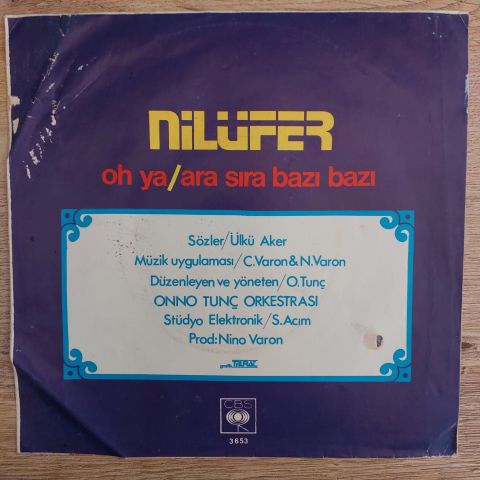 NİLÜFER
oh ya/ara sıra bazı bazı
Sözler/Ülkü Aker
Müzik uygulaması/C.Varon&N.Varon
Düzenleyen ve yöneten/O.Tunç
ONNO TUNÇ ORKESTRASI
Stüdyo Elektronik/S.Acım
Prod:Nino Varon
CBS
3653